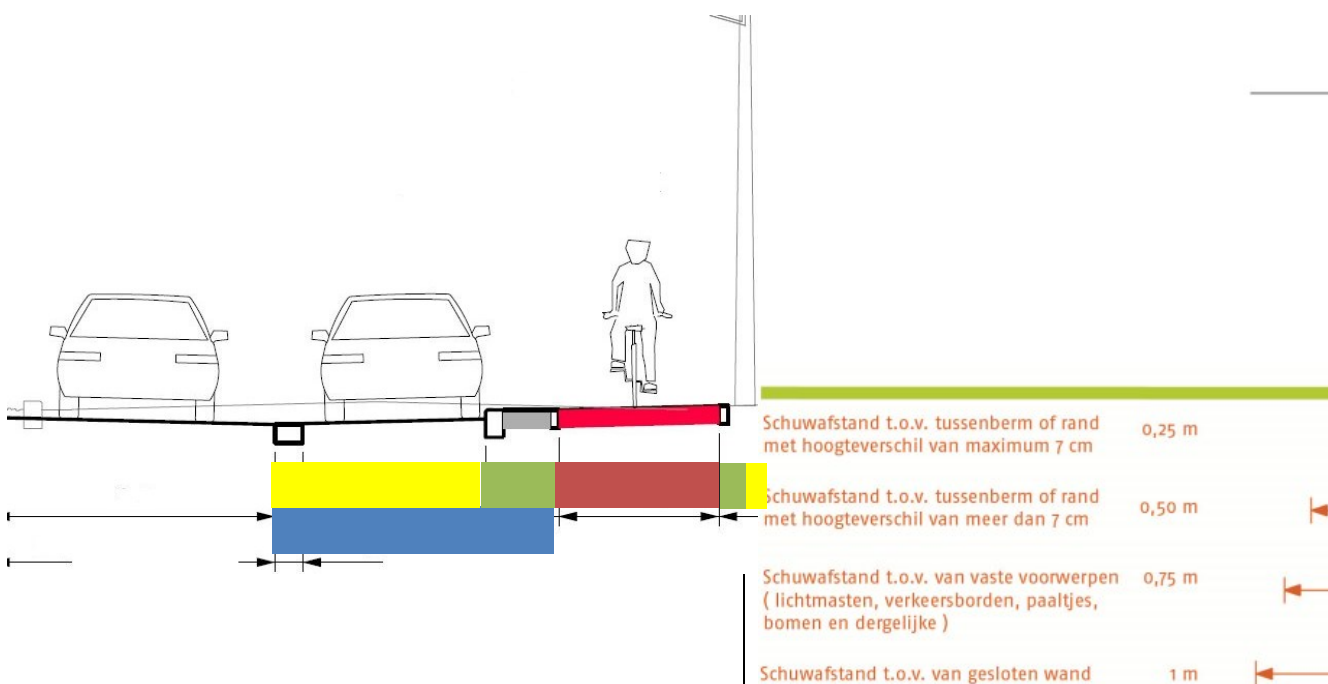 Schuwafstand t.o.v. tussenberm of rand 0,25 m
met hoogteverschil van maximum 7 cm
Schuwafstand t.o.v. tussenberm of rand 0,50 m
met hoogteverschil van meer dan 7 cm
Schuwafstand t.o.v. van vaste voorwerpen 0,75 m
( lichtmasten, verkeersborden, paaltjes,
bomen en dergelijke )
Schuwafstand t.o.v. van gesloten wand 1 m